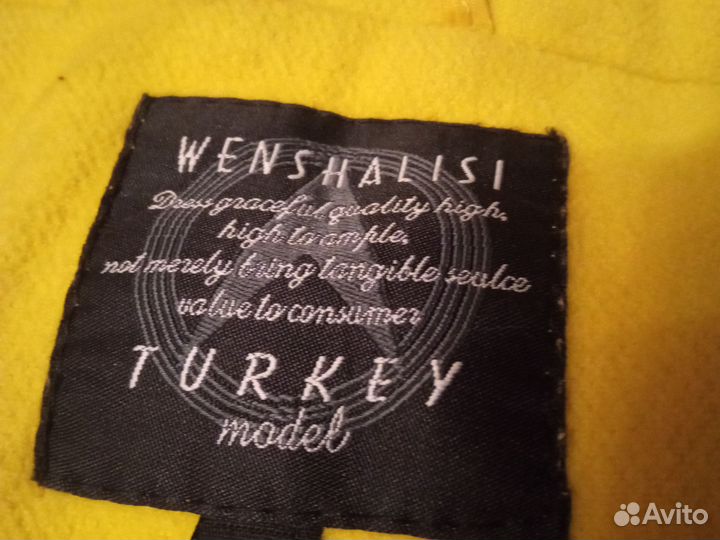 WENSHALISI
Dress graceful quality high,
high to ample,
not merely bring tangible sealce
value to consumer
TURKEY
model
Avito